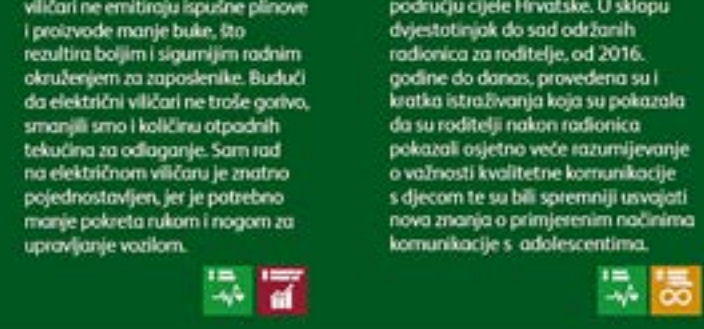 viličari ne emitiraju ispušne plinove
i proizvode manje buke, što
rezultira boljim i sigurnijim radnim
okruženjem za zaposlenike. Budući
da električni viličari ne troše gorivo,
smanjili smo i količinu otpadnih
tekućina za odlaganje. Sam rad
na električnom viličaru je znatno
pojednostavljen, jer je potrebno
manje pokreta rukom i nogom za
upravljanje vozilom.
području cijele Hrvatske. U sklopu
dvjestotinjak do sad održanih
radionica za roditelje, od 2016.
godine do danas, provedena su i
kratka istraživanja koja su pokazala
da su roditelji nakon radionica
pokazali osjetno veće razumijevanje
o važnosti kvalitetne komunikacije
s djecom te su bili spremniji usvajati
nova znanja o primjerenim načinima
komunikacije s adolescentima.